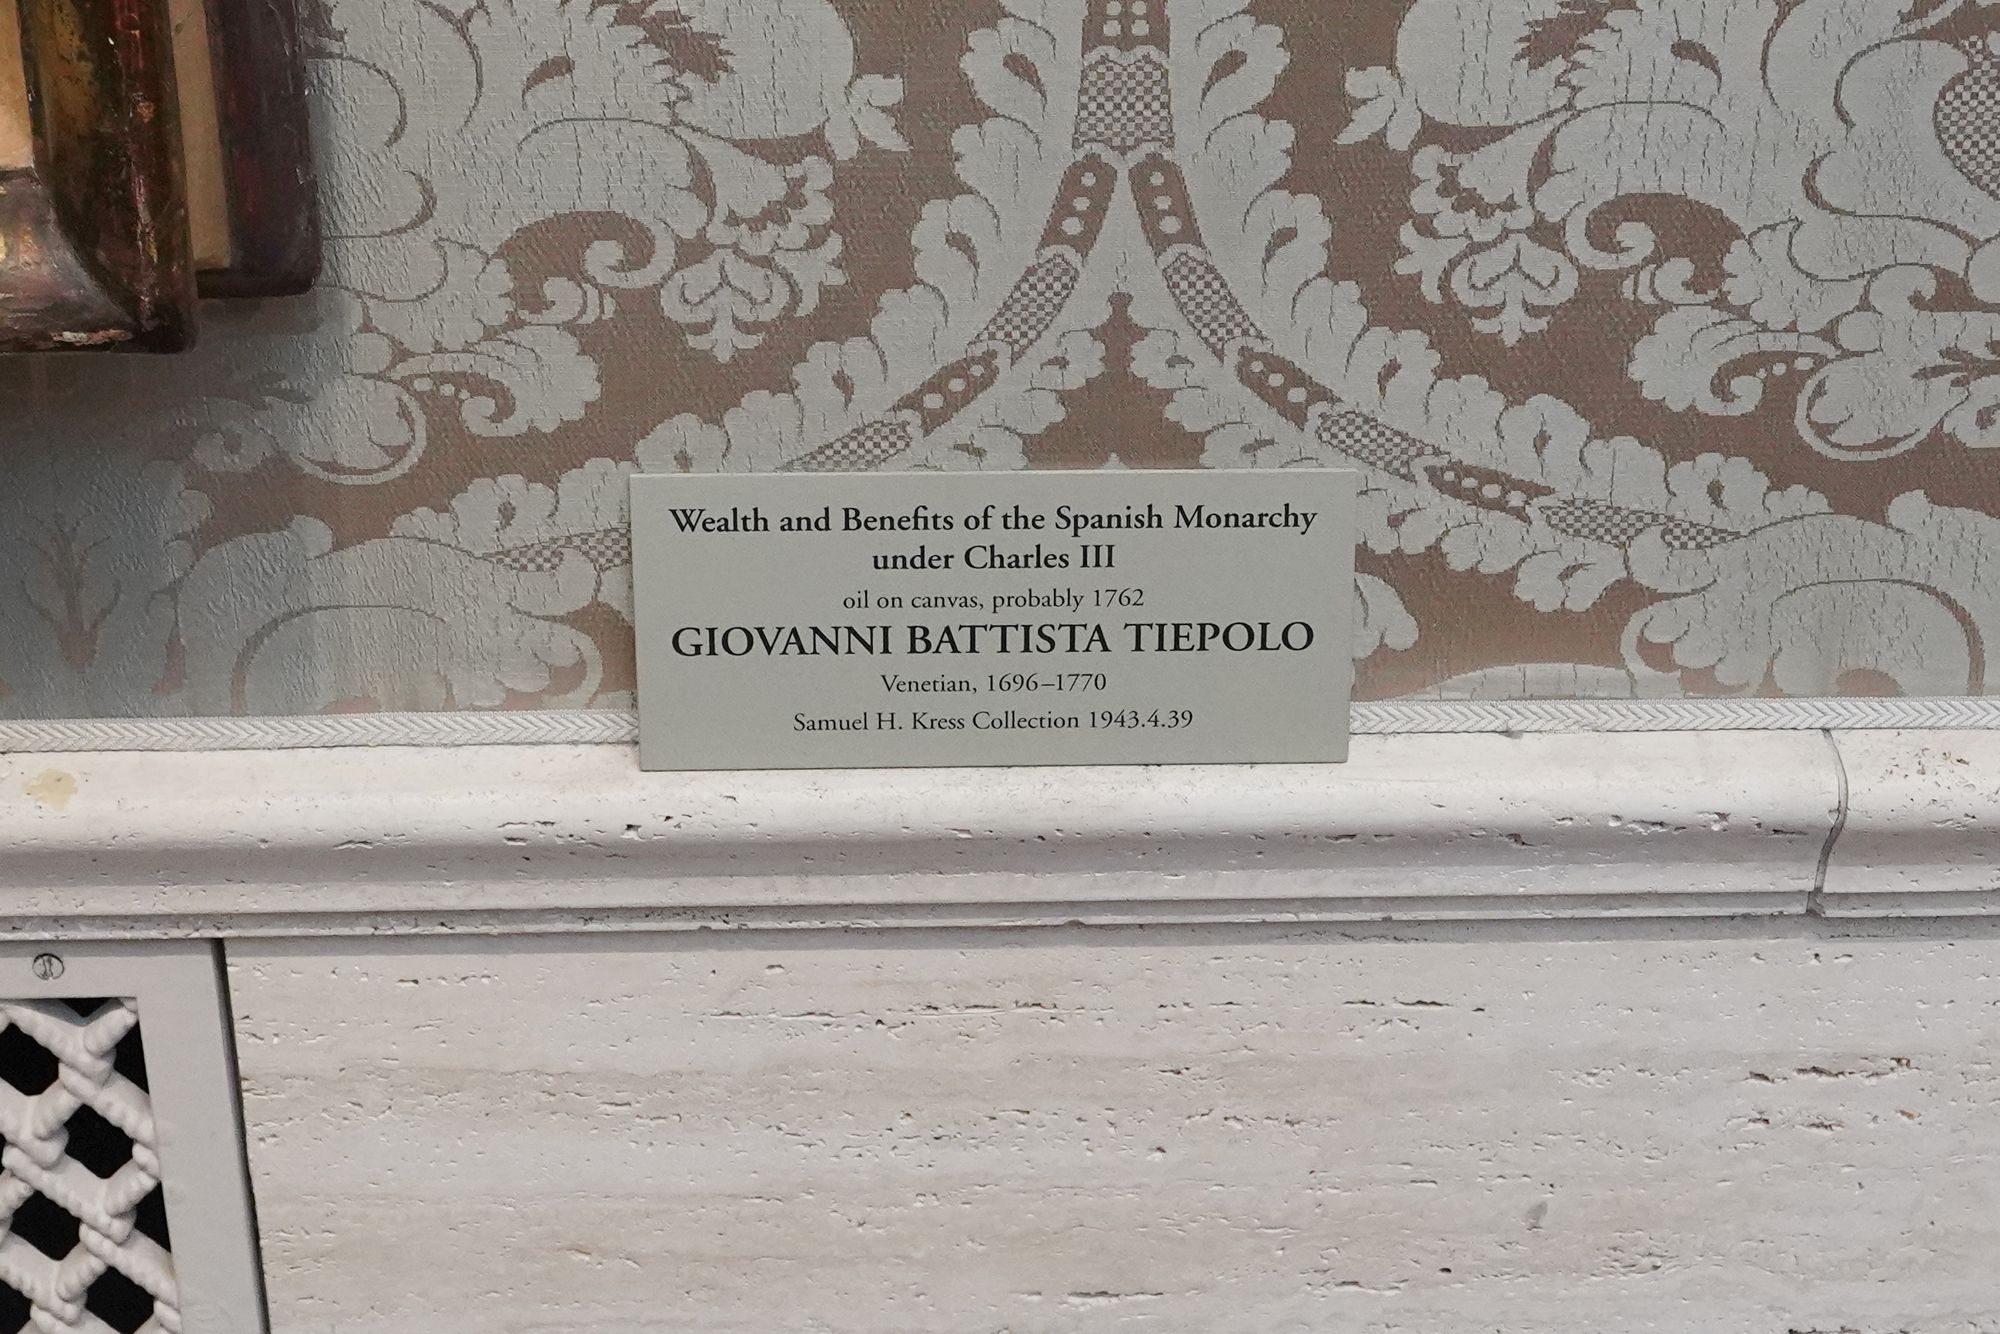 Wealth and Benefits of the Spanish Monarchy
under Charles III
oil on canvas, probably 1762
GIOVANNI BATTISTA TIEPOLO
Venetian, 1696–1770
Samuel H. Kress Collection 1943.4.39